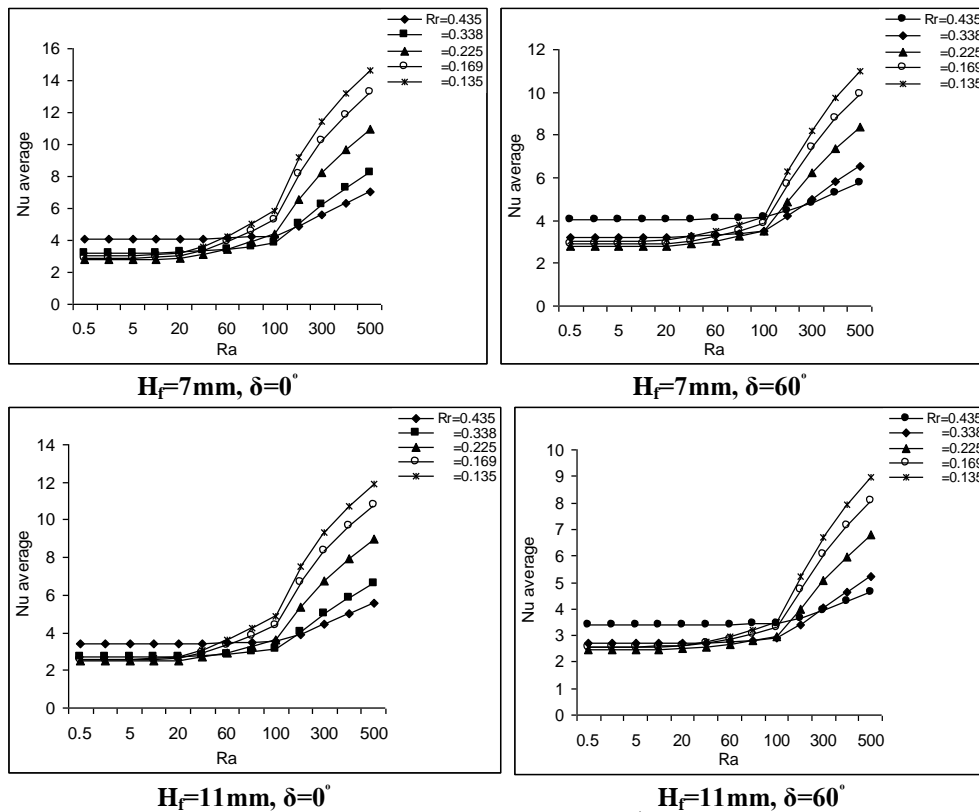 Rr=0.435
=0.338
=0.225
=0.169
=0.135
16
14
12
10
8
6
4
2
0
Nu average
0.5 5 20 60 100 300 500
Ra
Hf=7mm, δ=0°
Rr=0.435
=0.338
=0.225
=0.169
=0.135
12
10
8
6
4
2
0
Nu average
0.5 5 20 60 100 300 500
Ra
Hf=7mm, δ=60°
Rr=0.435
=0.338
=0.225
=0.169
=0.135
14
12
10
8
6
4
2
0
Nu average
0.5 5 20 60 100 300 500
Ra
Hf=11mm, δ=0°
Rr=0.435
=0.338
=0.225
=0.169
=0.135
10
9
8
7
6
5
4
3
2
1
0
Nu average
0.5 5 20 60 100 300 500
Ra
Hf=11mm, δ=60°